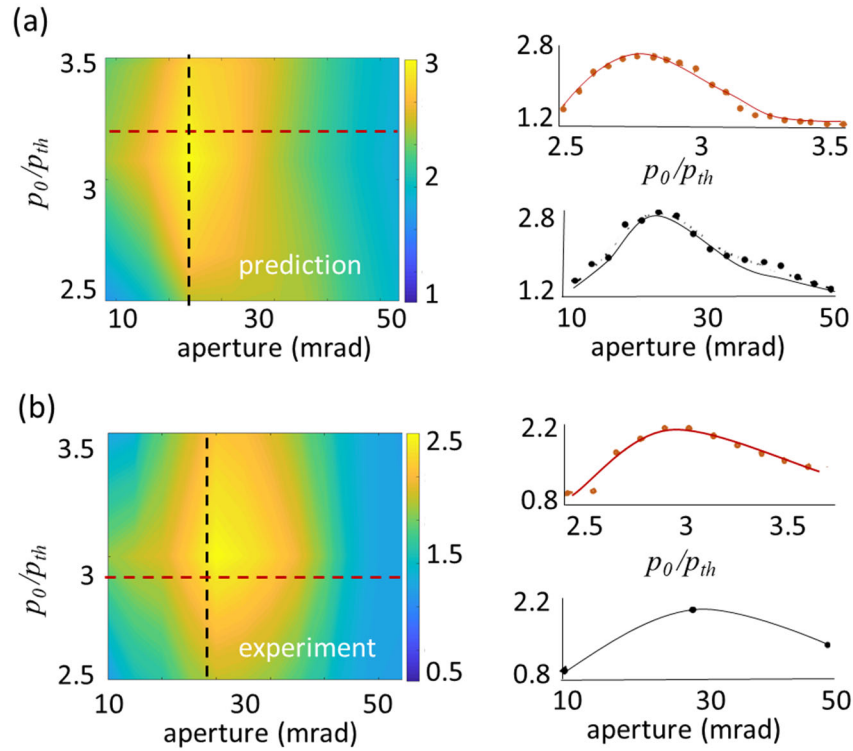 (a)
3.5
3
2.5
p0/pth
10 30 50
aperture (mrad)
prediction
3
2
1
2.8
1.2
2.5 3 3.5
p0/pth
2.8
1.2
10 30 50
aperture (mrad)
(b)
3.5
3
2.5
p0/pth
10 30 50
aperture (mrad)
experiment
2.5
1.5
0.5
2.2
0.8
2.5 3 3.5
p0/pth
2.2
0.8
10 30 50
aperture (mrad)